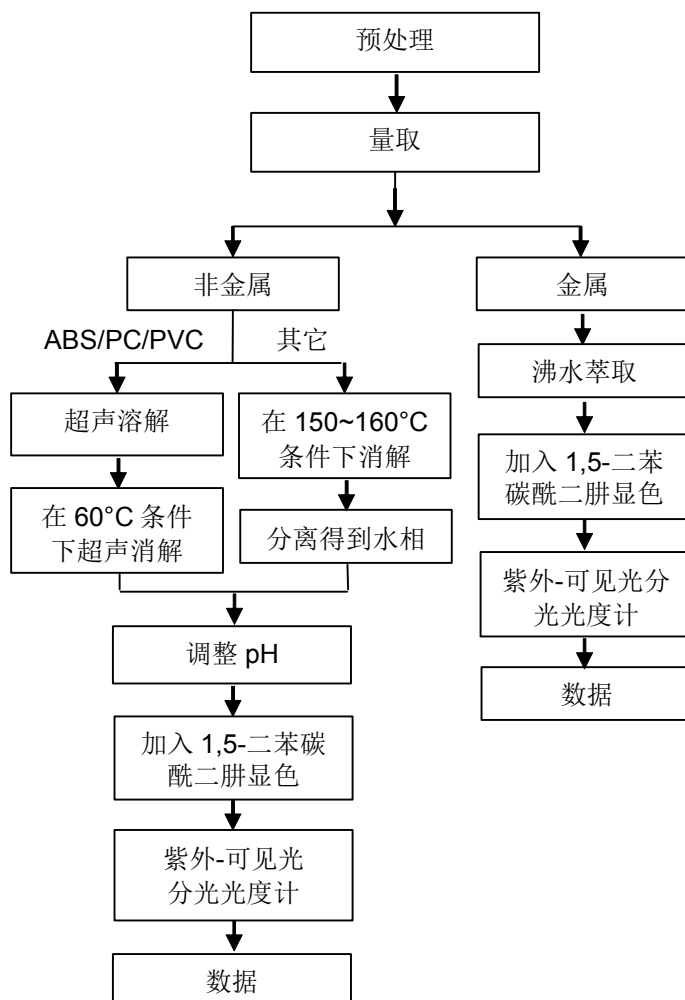 预处理
量取
非金属
金属
ABS/PC/PVC
其它
沸水萃取
超声溶解
在 150~160°C
条件下消解
加入 1,5-二苯
碳酰二肼显色
在 60°C 条件
下超声消解
分离得到水相
紫外-可见光分
光光度计
调整 pH
数据
加入 1,5-二苯碳
酰二肼显色
紫外-可见光
分光光度计
数据